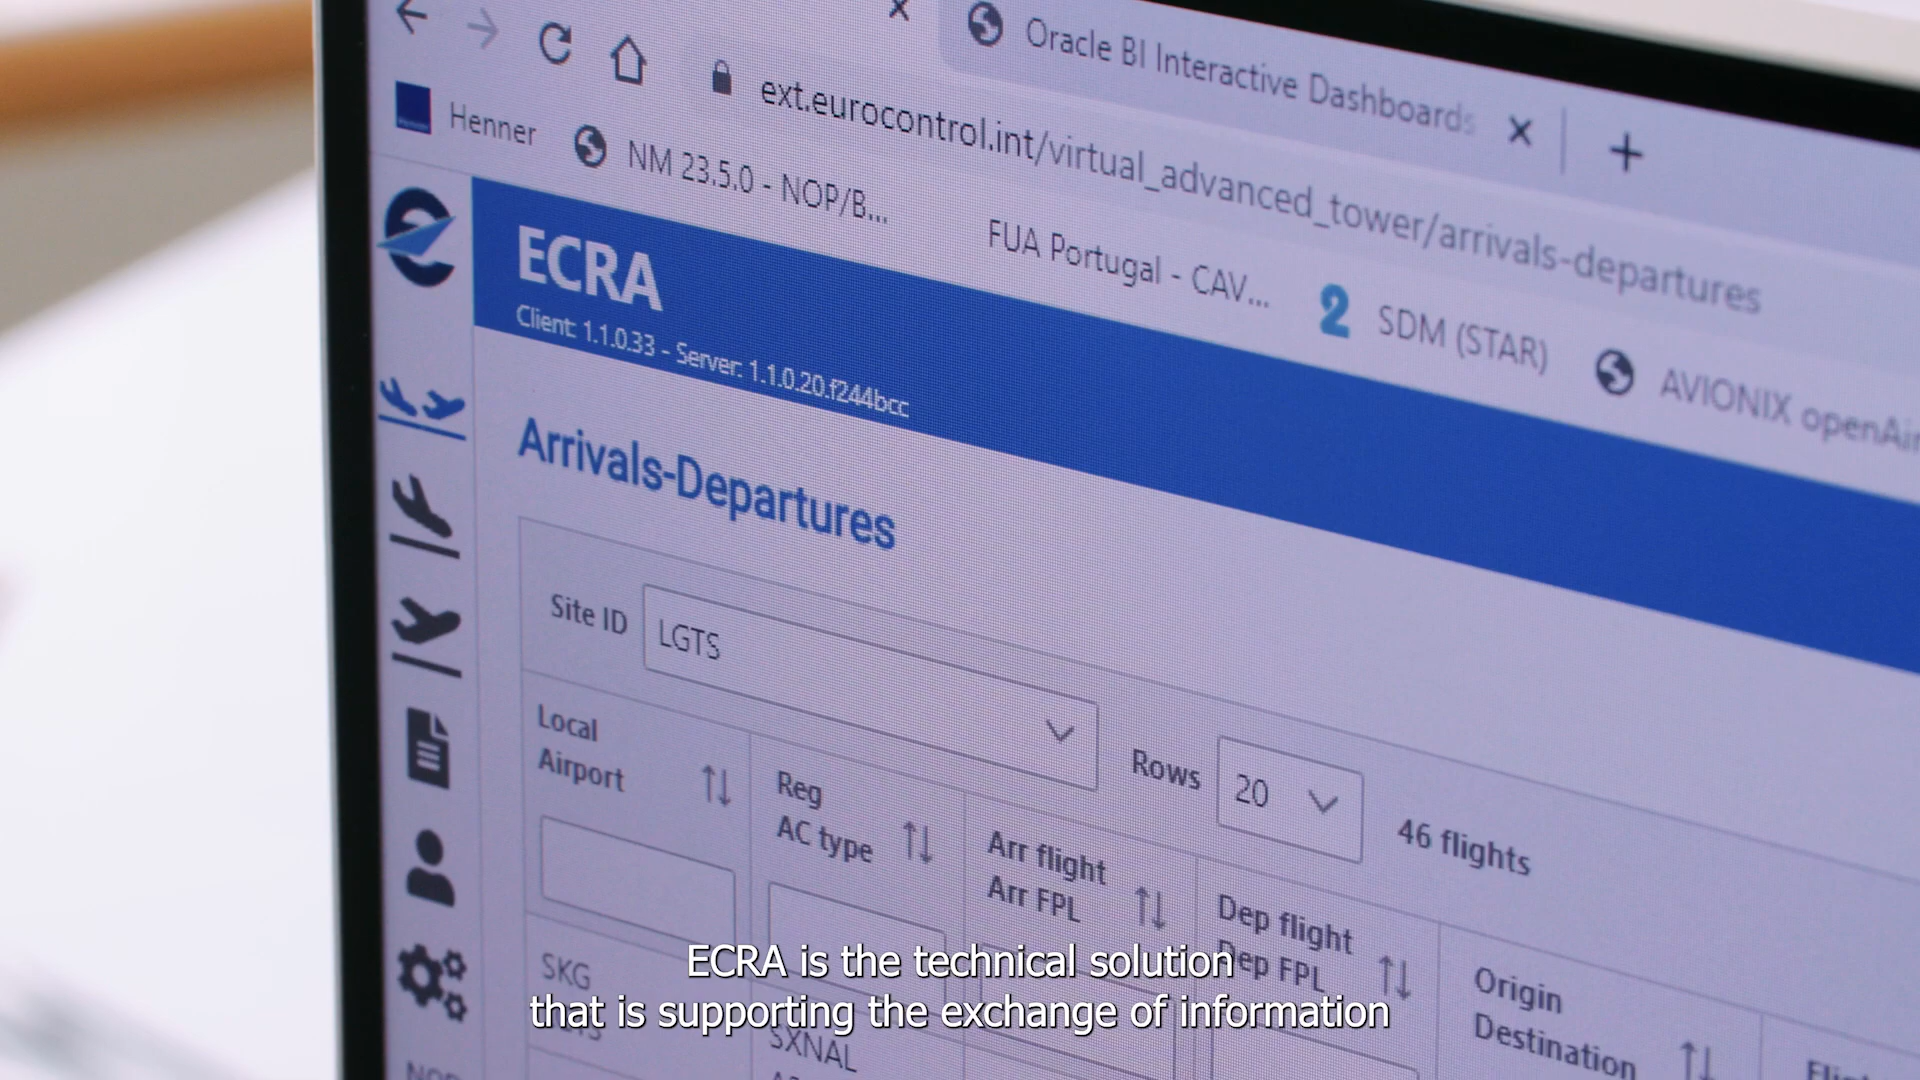 Oracle BI Interactive Dashboards
ext.eurocontrol.int/virtual_advanced_tower/arrivals-departures
Henner
NM 23.5.0 - NOP/B...
FUA Portugal - CAV...
2
SDM (STAR)
AVIONIX openAir
ECRA
Client: 1.1.0.33 - Server: 1.1.0.20.f244bcc
Arrivals-Departures
Site ID
LGTS
Rows
20
46 flights
Local
Airport
Reg
AC type
Arr flight
Arr FPL
Dep flight
Dep FPL
Origin
Destination
SKG
SXNAL
ECRA is the technical solution
that is supporting the exchange of information